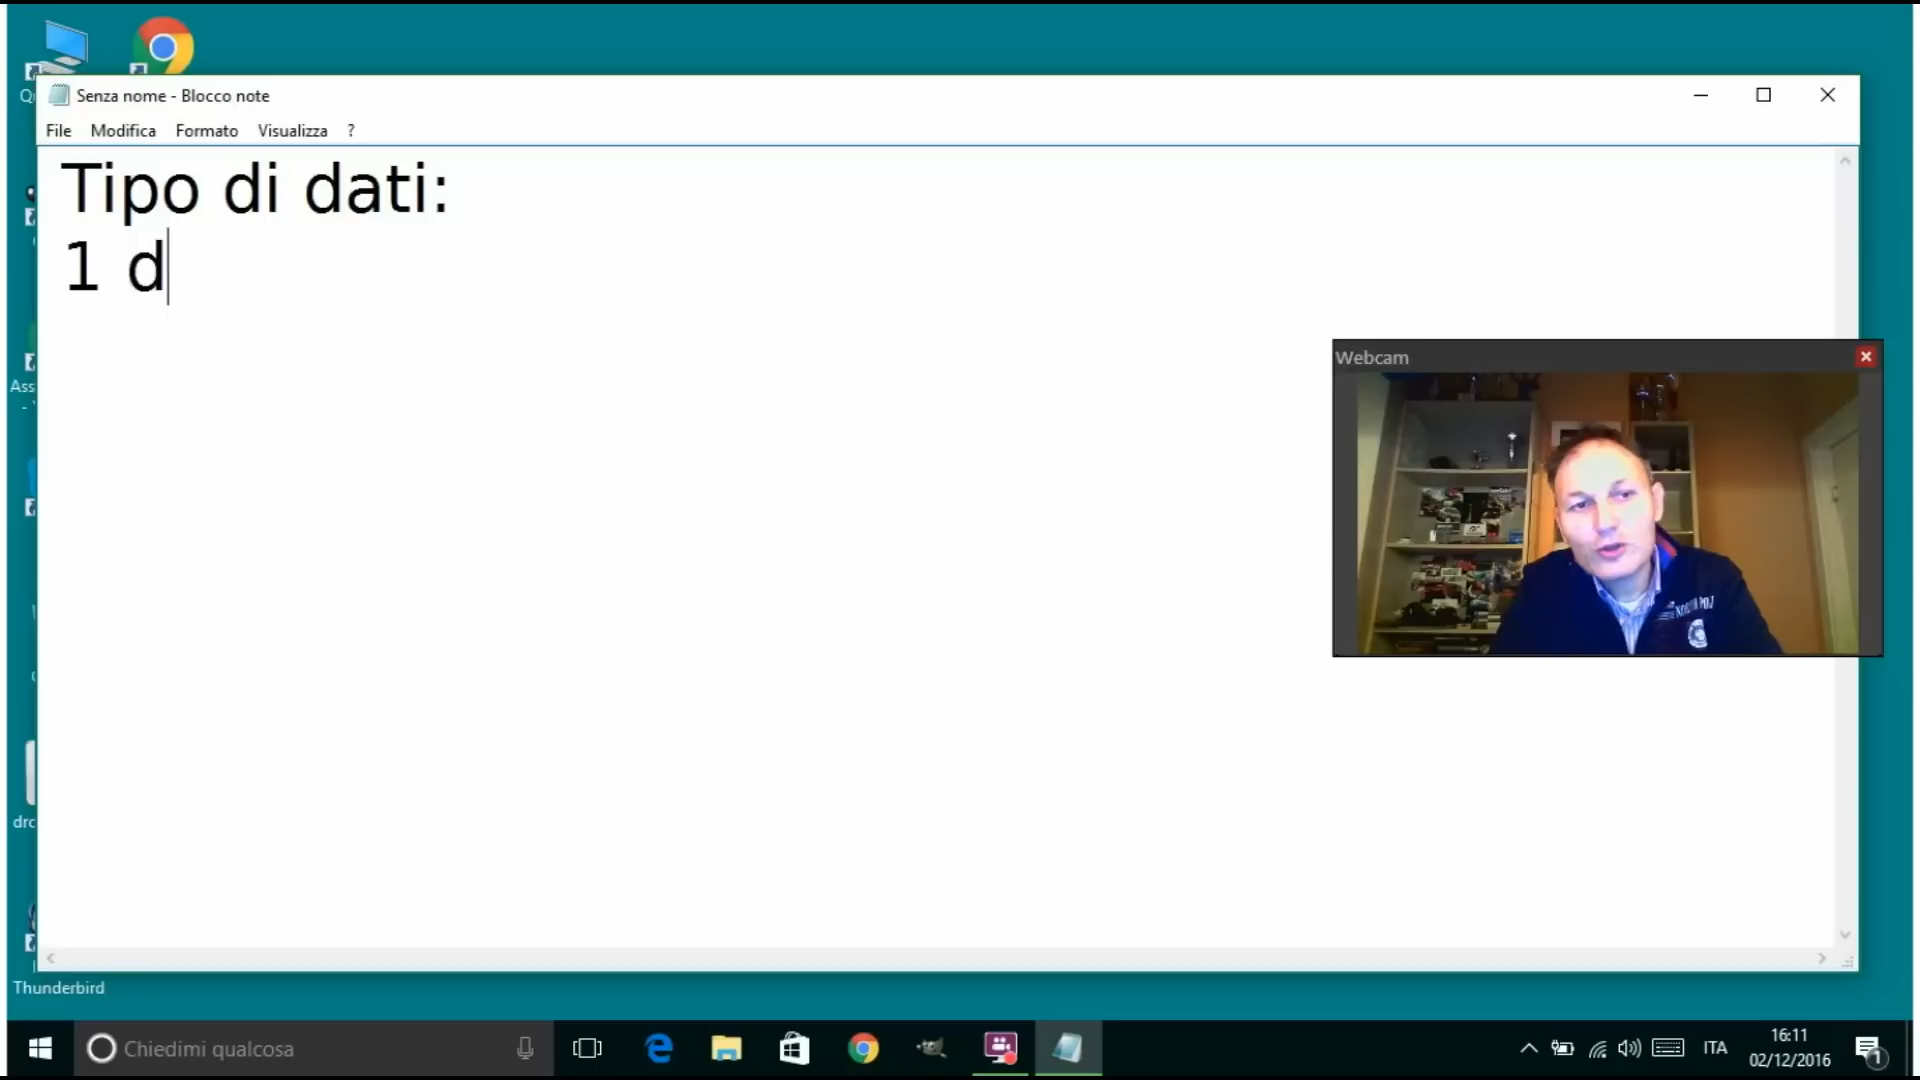 Senza nome - Blocco note
File Modifica Formato Visualizza ?
Tipo di dati:
1 d
Webcam
Thunderbird
Chiedimi qualcosa
ITA
16:11
02/12/2016
1